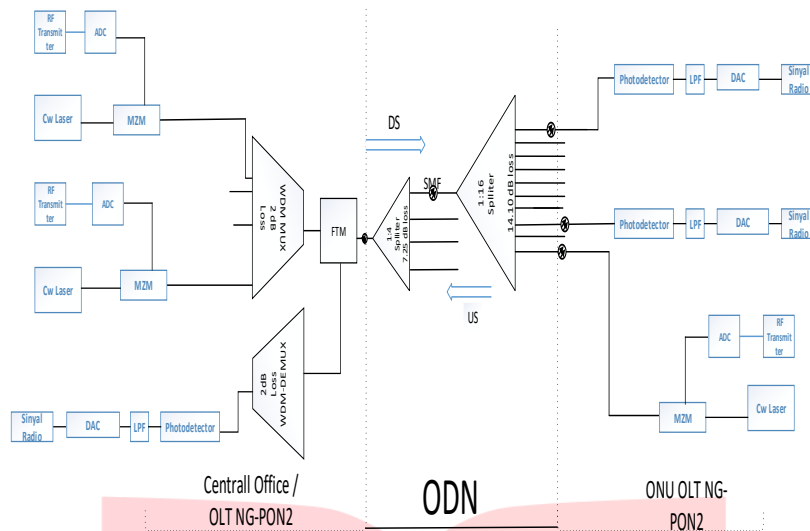 RF
Transmit
ter
ADC
Cw Laser
MZM
RF
Transmit
ter
ADC
Cw Laser
MZM
WDM MUX
2 dB
Loss
FTM
DS
SMF
1:4
Spliiter
7.25 dB loss
1:16
Spliiter
14.10 dB loss
US
Photodetector
LPF
DAC
Sinyal
Radio
Photodetector
LPF
DAC
Sinyal
Radio
ADC
RF
Transmit
ter
MZM
Cw Laser
WDM-DEMUX
Loss
2dB
Sinyal
Radio
DAC
LPF
Photodetector
Centrall Office /
OLT NG-PON2
ODN
ONU OLT NG-
PON2